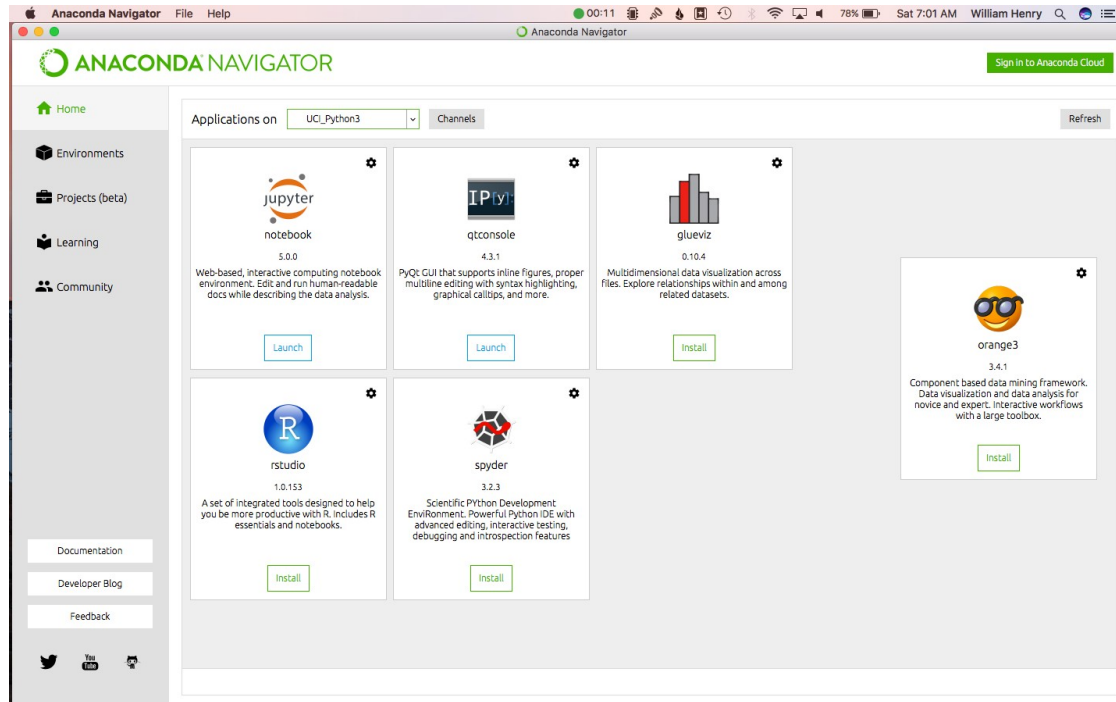 Anaconda Navigator File Help 00:11 78% Sat 7:01 AM William Henry
Anaconda Navigator
ANACONDA NAVIGATOR
Sign in to Anaconda Cloud
Home
Environments
Projects (beta)
Learning
Community
Documentation
Developer Blog
Feedback
You
Tube
Applications on UCI_Python3 Channels Refresh
jupyter
notebook
5.0.0
Web-based, interactive computing notebook
environment. Edit and run human-readable
docs while describing the data analysis.
Launch
IP[y]:
qtconsole
4.3.1
PyQt GUI that supports inline figures, proper
multiline editing with syntax highlighting,
graphical calltips, and more.
Launch
glueviz
0.10.4
Multidimensional data visualization across
files. Explore relationships within and among
related datasets.
Install
orange3
3.4.1
Component based data mining framework.
Data visualization and data analysis for
novice and expert. Interactive workflows
with a large toolbox.
Install
R
rstudio
1.0.153
A set of integrated tools designed to help
you be more productive with R. Includes R
essentials and notebooks.
Install
spyder
3.2.3
Scientific PYthon Development
EnviRonment. Powerful Python IDE with
advanced editing, interactive testing,
debugging and introspection features
Install